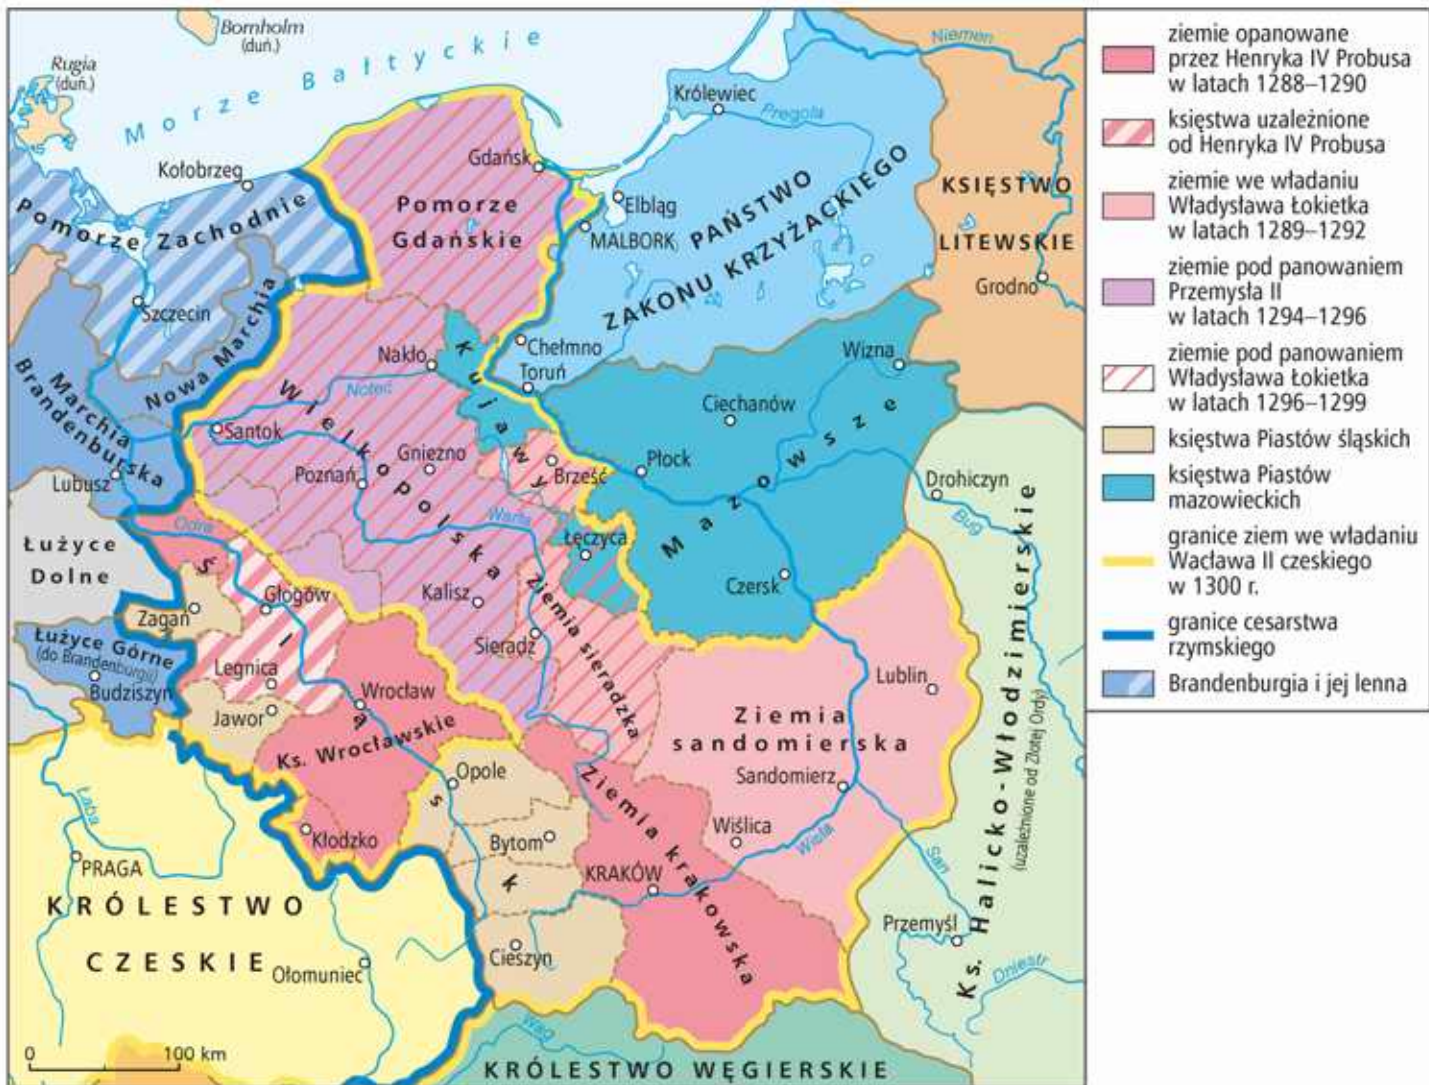 Bornholm
(duń.)
Rugia
(duń.)
Morze Bałtyckie
Niemen
Królewiec
Pregoła
Kołobrzeg
Gdańsk
Elbląg
MALBORK
PAŃSTWO
ZAKONU KRZYŻACKIEGO
KSIĘSTWO
LITEWSKIE
Grodno
Pomorze Zachodnie
Pomorze
Gdańskie
Szczecin
Nowa Marchia
Marchia
Brandenburska
Nakło
Noteć
Chełmno
Toruń
Kujawy
Wizna
Ciechanów
Mazowsze
Santok
Wielkopolska
Gniezno
Poznań
Brześć
Płock
Drohiczyn
Bug
Lubusz
Odra
Warta
Łęczyca
Łużyce
Dolne
Czersk
Żagań
Głogów
Śląsk
Kalisz
Sieradz
Ziemia sieradzka
Łużyce Górne
(do Brandenburgii)
Budziszyn
Legnica
Jawor
Wrocław
Ks. Wrocławskie
Lublin
Ziemia
sandomierska
Sandomierz
Opole
Ziemia krakowska
Wiślica
Wisła
Łaba
Kłodzko
Bytom
PRAGA
KRAKÓW
San
KRÓLESTWO
CZESKIE
Przemyśl
Ks. Halicko-Włodzimierskie
(uzależnione od Złotej Ordy)
Cieszyn
Ołomuniec
Dniestr
Wag
KRÓLESTWO WĘGIERSKIE
0 100 km
ziemie opanowane
przez Henryka IV Probusa
w latach 1288–1290
księstwa uzależnione
od Henryka IV Probusa
ziemie we władaniu
Władysława Łokietka
w latach 1289–1292
ziemie pod panowaniem
Przemysła II
w latach 1294–1296
ziemie pod panowaniem
Władysława Łokietka
w latach 1296–1299
księstwa Piastów śląskich
księstwa Piastów
mazowieckich
granice ziem we władaniu
Wacława II czeskiego
w 1300 r.
granice cesarstwa
rzymskiego
Brandenburgia i jej lenna